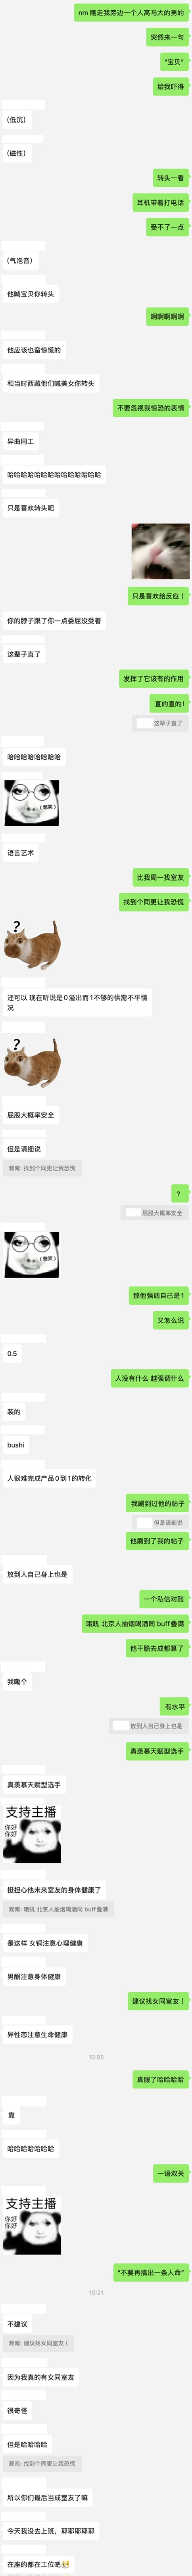 nm 刚走我旁边一个人高马大的男的
突然来一句
“宝贝”
给我吓得
（低沉）
（磁性）
转头一看
耳机带着打电话
受不了一点
（气泡音）
他喊宝贝你转头
啊啊啊啊啊
他应该也蛮惊慌的
和当时西藏他们喊美女你转头
不要忽视我惊恐的表情
异曲同工
哈哈哈哈哈哈哈哈哈哈哈哈哈哈
只是喜欢转头吧
只是喜欢给反应（
你的脖子跟了你一点委屈没受着
这辈子直了
发挥了它该有的作用
直的直的！
这辈子直了
哈哈哈哈哈哈哈哈
（憋笑）
语言艺术
比我周一找室友
找到个同更让我恐慌
?
还可以 现在听说是0溢出而1不够的供需不平情
况
?
屁股大概率安全
但是请细说
观南: 找到个同更让我恐慌
？
屁股大概率安全
（憋笑）
那他强调自己是1
又怎么说
0.5
人没有什么 越强调什么
装的
bushi
人很难完成产品0到1的转化
我刷到过他的帖子
但是请细说
他刷到了我的帖子
放到人自己身上也是
一个私信对账
哦吼 北京人抽烟喝酒同 buff叠满
他干脆去成都算了
我嘞个
有水平
放到人自己身上也是
真羡慕天赋型选手
真羡慕天赋型选手
支持主播
你好
你好
挺担心他未来室友的身体健康了
观南: 哦吼 北京人抽烟喝酒同 buff叠满
是这样 女铜注意心理健康
男酮注意身体健康
建议找女同室友（
异性恋注意生命健康
10:05
真服了哈哈哈哈
靠
哈哈哈哈哈哈哈
一语双关
支持主播
你好
你好
“不要再搞出一条人命”
10:21
不建议
观南: 建议找女同室友（
因为我真的有女同室友
很奇怪
但是哈哈哈哈
观南: 找到个同更让我恐慌
所以你们最后当成室友了嘛
今天我没去上班，耶耶耶耶耶
在座的都在工位吧